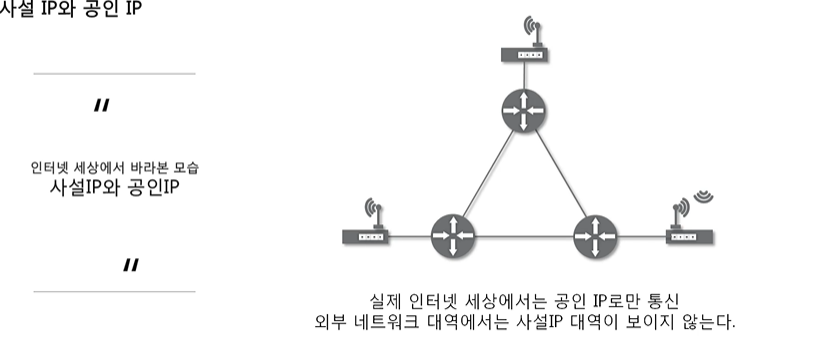 사설 IP와 공인 IP
"
인터넷 세상에서 바라본 모습
사설IP와 공인IP
"
실제 인터넷 세상에서는 공인 IP로만 통신
외부 네트워크 대역에서는 사설IP 대역이 보이지 않는다.